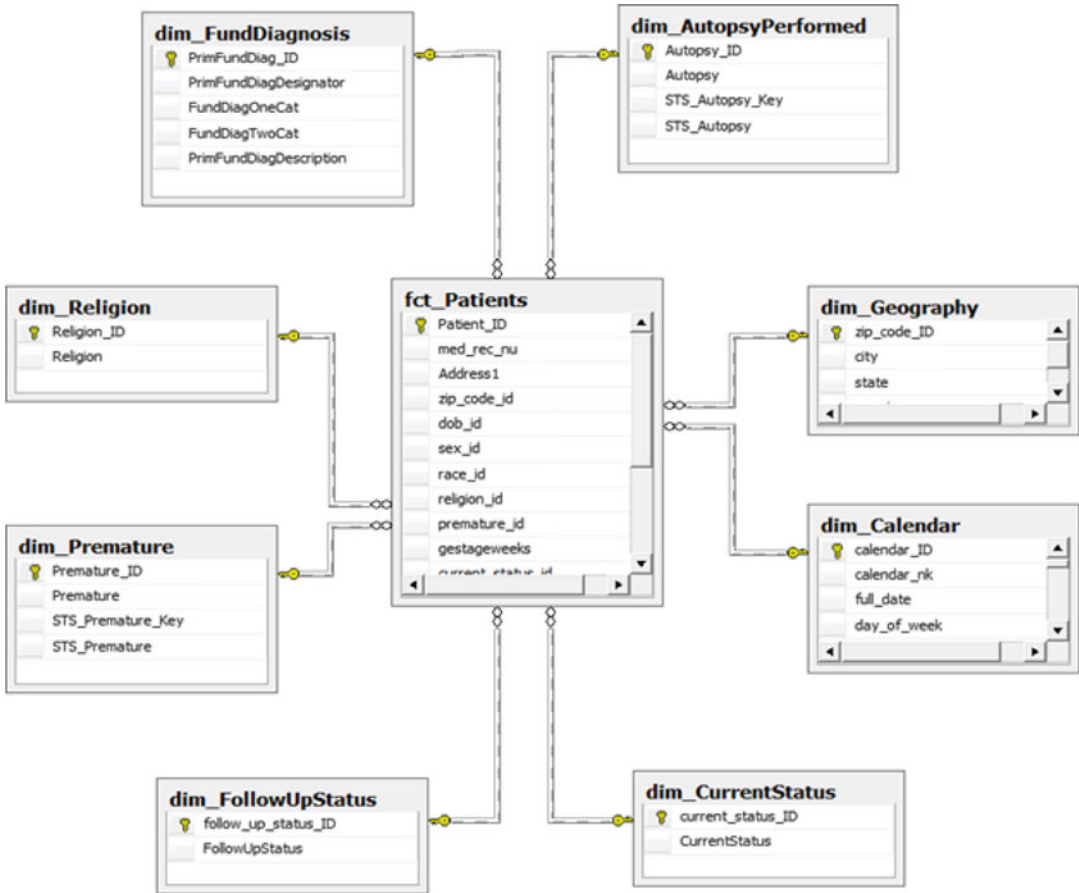 dim_FundDiagnosis
PrimFundDiag_ID
PrimFundDiagDesignator
FundDiagOneCat
FundDiagTwoCat
PrimFundDiagDescription
dim_AutopsyPerformed
Autopsy_ID
Autopsy
STS_Autopsy_Key
STS_Autopsy
dim_Religion
Religion_ID
Religion
fct_Patients
Patient_ID
med_rec_nu
Address1
zip_code_id
dob_id
sex_id
race_id
religion_id
premature_id
gestageweeks
current_status_id
dim_Geography
zip_code_ID
city
state
dim_Premature
Premature_ID
Premature
STS_Premature_Key
STS_Premature
dim_Calendar
calendar_ID
calendar_nk
full_date
day_of_week
dim_FollowUpStatus
follow_up_status_ID
FollowUpStatus
dim_CurrentStatus
current_status_ID
CurrentStatus